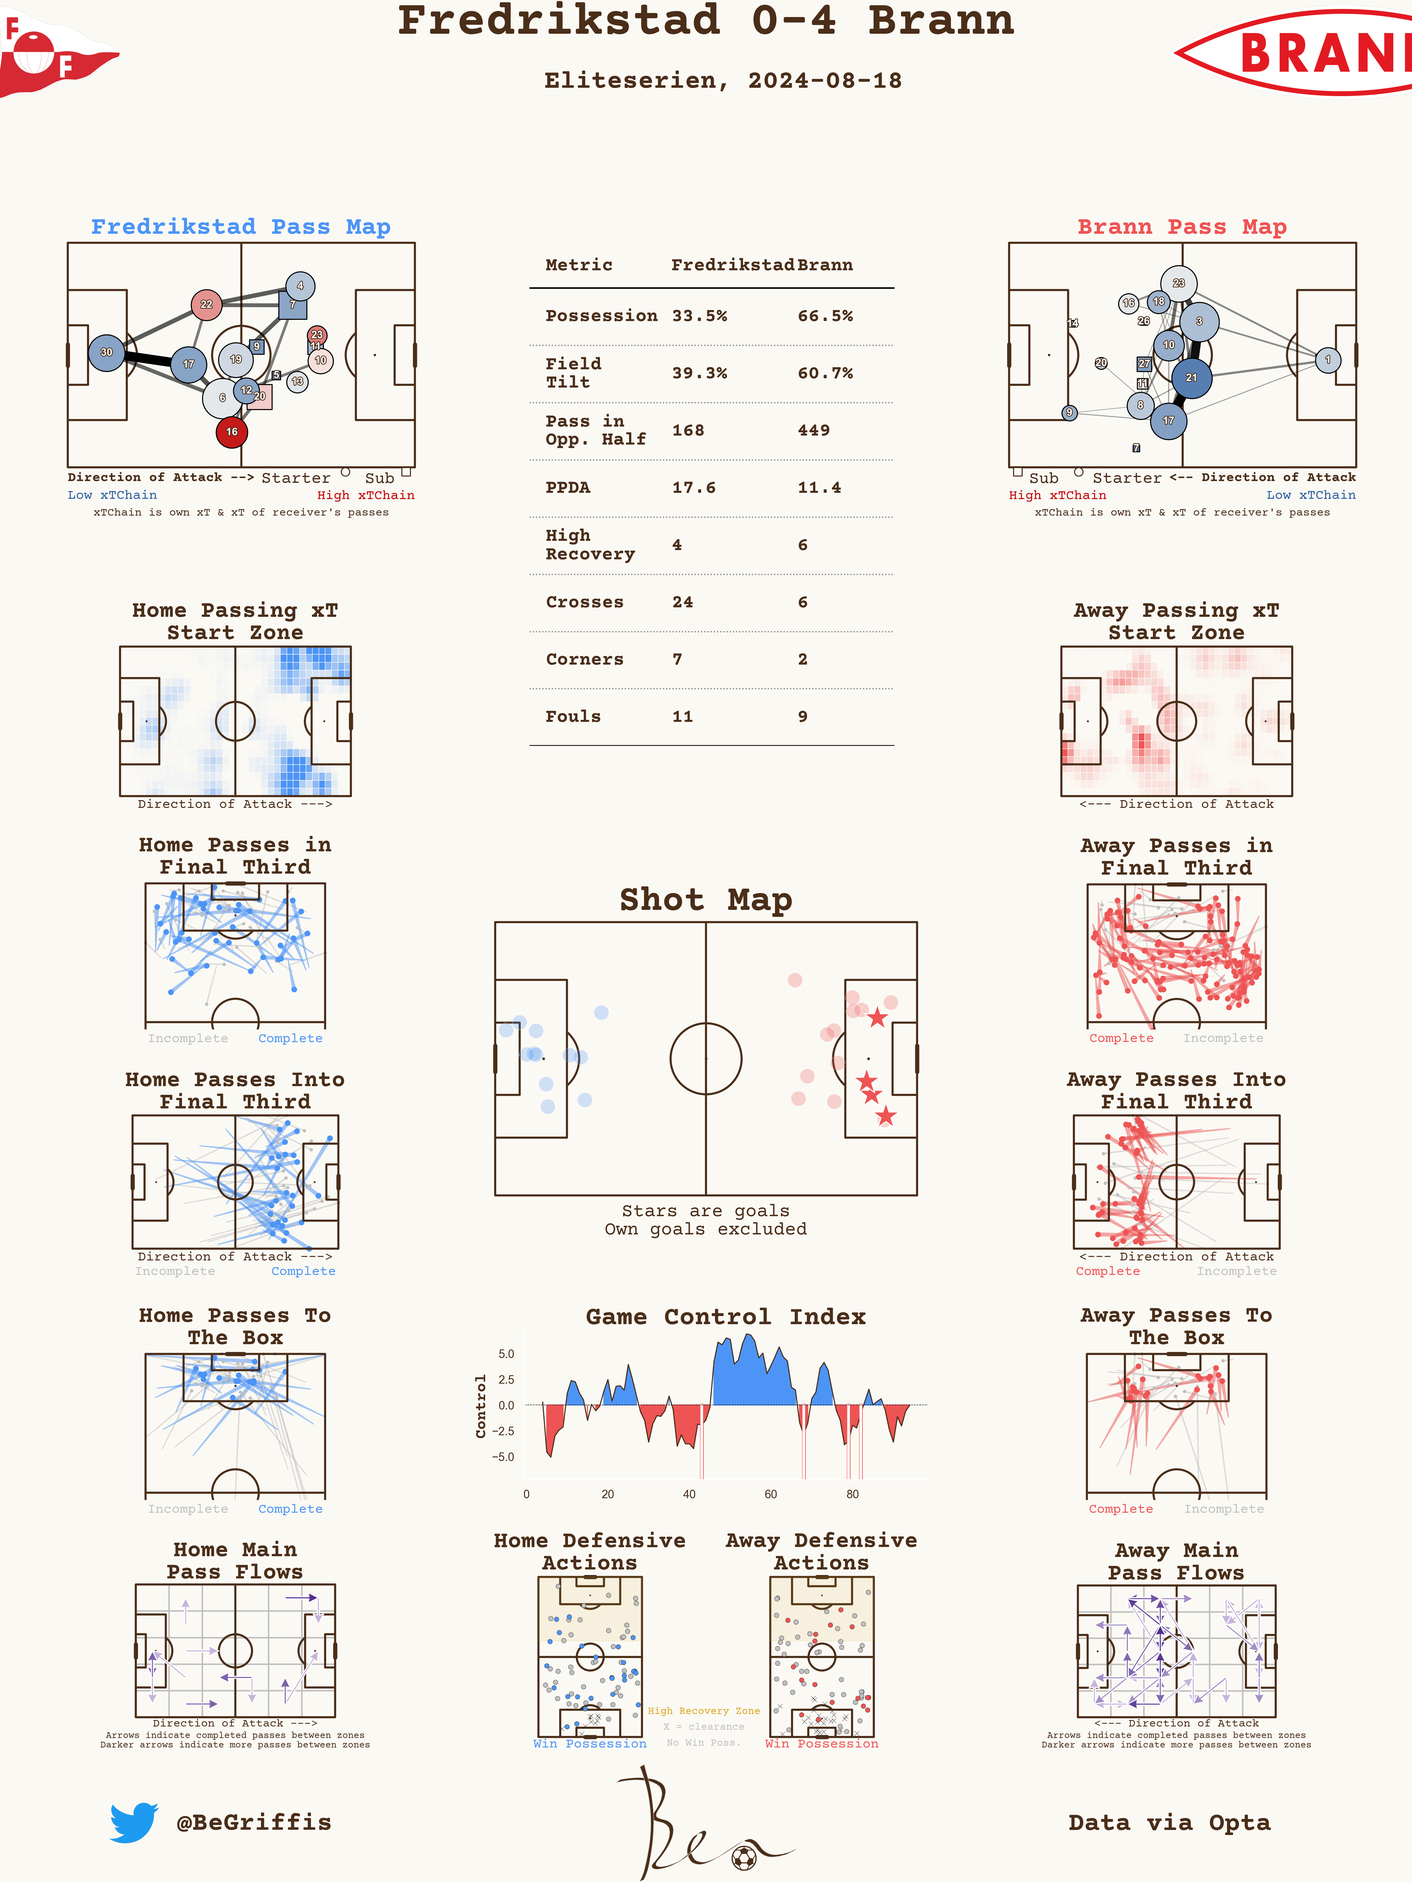 Fredrikstad 0-4 Brann
Eliteserien, 2024-08-18
F
F
BRANN
Fredrikstad Pass Map
30
22
17
4
7
9
19
23
11
10
5
13
6
12
20
16
Direction of Attack --> Starter Sub
Low xTChain High xTChain
xTChain is own xT & xT of receiver's passes
Metric Fredrikstad Brann
Possession 33.5% 66.5%
Field
Tilt 39.3% 60.7%
Pass in
Opp. Half 168 449
PPDA 17.6 11.4
High
Recovery 4 6
Crosses 24 6
Corners 7 2
Fouls 11 9
Brann Pass Map
23
16
18
14
26
3
10
20
27
11
21
1
9
8
17
7
Sub Starter <-- Direction of Attack
High xTChain Low xTChain
xTChain is own xT & xT of receiver's passes
Home Passing xT
Start Zone
Direction of Attack --->
Away Passing xT
Start Zone
<--- Direction of Attack
Home Passes in
Final Third
Incomplete Complete
Away Passes in
Final Third
Complete Incomplete
Shot Map
Stars are goals
Own goals excluded
Home Passes Into
Final Third
Direction of Attack --->
Incomplete Complete
Away Passes Into
Final Third
<--- Direction of Attack
Complete Incomplete
Home Passes To
The Box
Incomplete Complete
Game Control Index
Control
5.0
2.5
0.0
−2.5
−5.0
0 20 40 60 80
Away Passes To
The Box
Complete Incomplete
Home Main
Pass Flows
Direction of Attack --->
Arrows indicate completed passes between zones
Darker arrows indicate more passes between zones
Home Defensive
Actions
Win Possession
High Recovery Zone
X = clearance
No Win Poss.
Away Defensive
Actions
Win Possession
Away Main
Pass Flows
<--- Direction of Attack
Arrows indicate completed passes between zones
Darker arrows indicate more passes between zones
@BeGriffis
Ben
Data via Opta